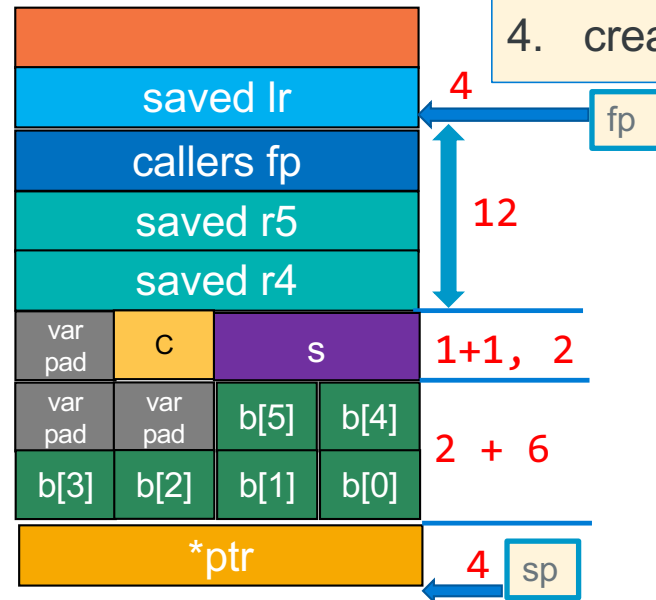 4. crea
saved lr
4
fp
callers fp
12
saved r5
saved r4
var pad
C
s
1+1, 2
var pad
var pad
b[5]
b[4]
2 + 6
b[3]
b[2]
b[1]
b[0]
*ptr
4
sp